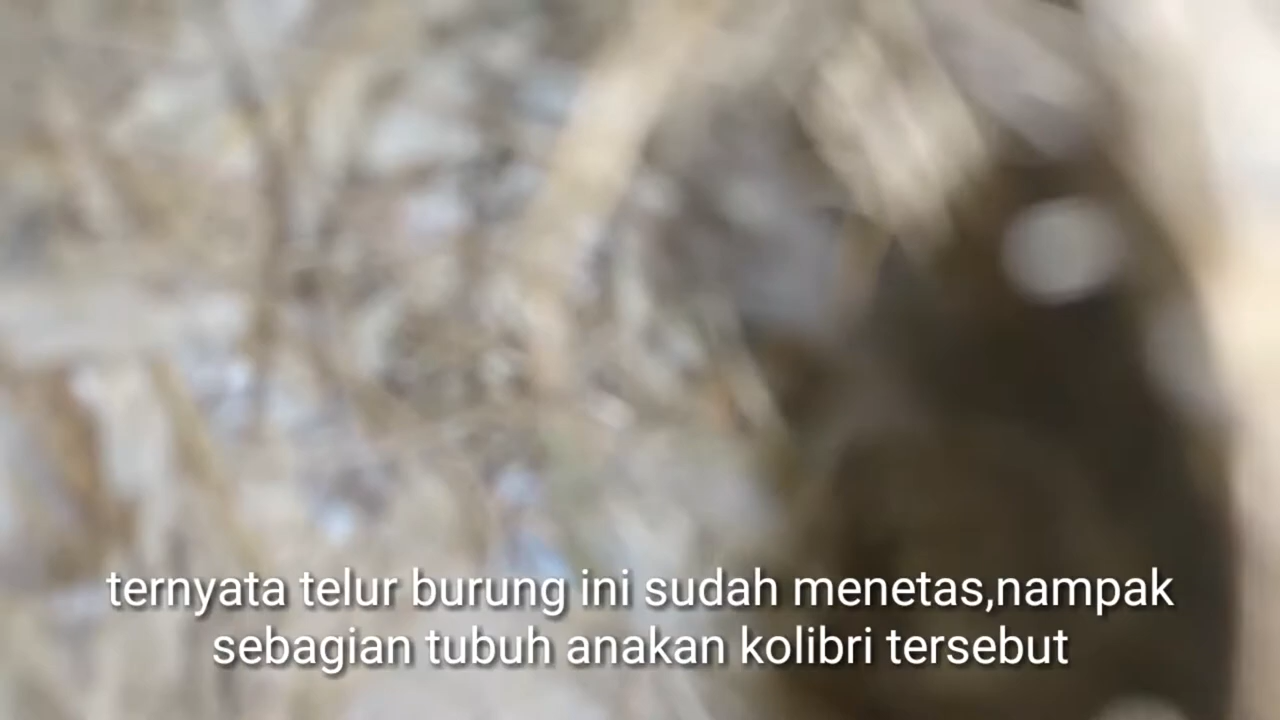 ternyata telur burung ini sudah menetas,nampak
sebagian tubuh anakan kolibri tersebut